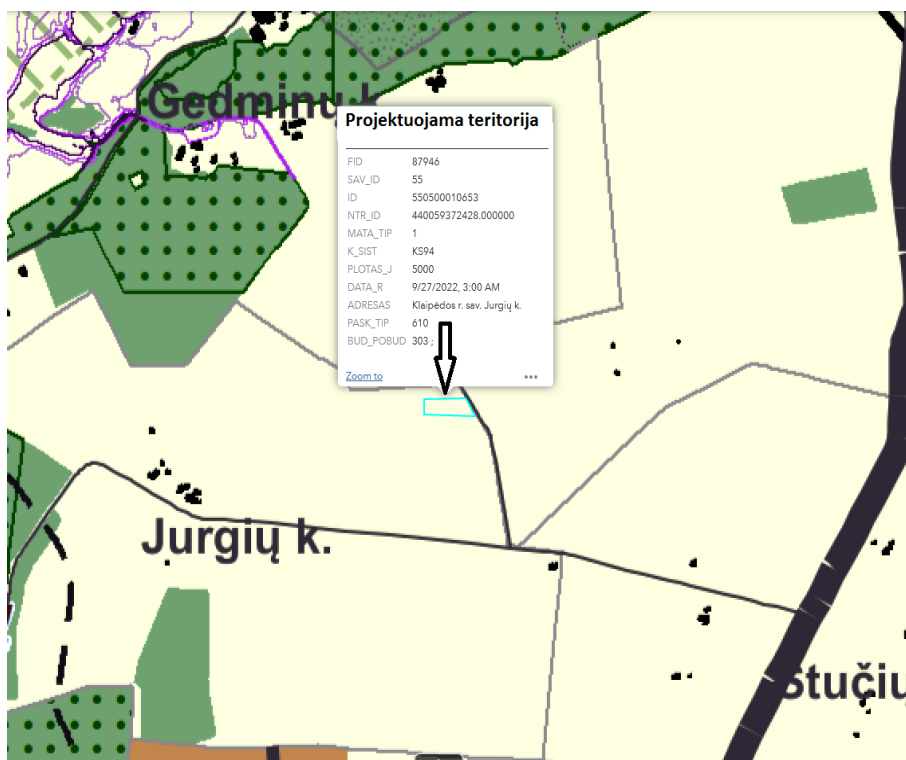 Gedminų k.
Projektuojama teritorija
FID 87946
SAV_ID 55
ID 550500010653
NTR_ID 440059372428.000000
MATA_TIP 1
K_SIST KS94
PLOTAS_J 5000
DATA_R 9/27/2022, 3:00 AM
ADRESAS Klaipėdos r. sav. Jurgių k.
PASK_TIP 610
BUD_POBUD 303 ;
Zoom to
Jurgių k.
Stučių